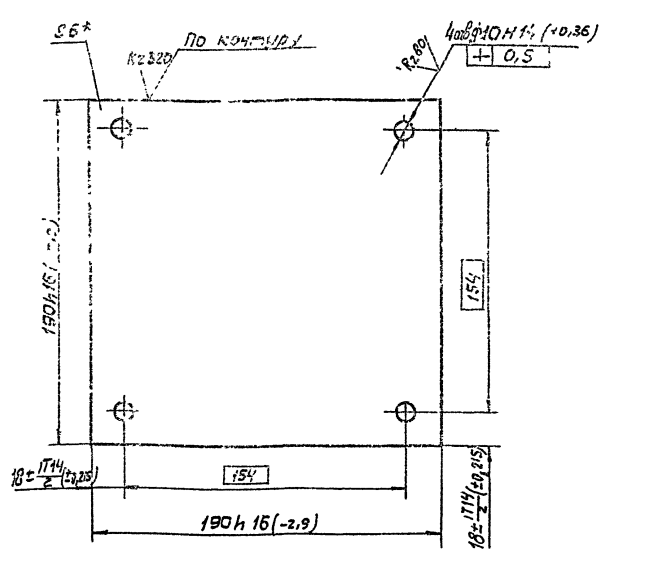 S6*
Rz320
По контуру
Rz80
4отв.ф10H14 (+0,36)
0,5
190h16(
154
18±IT14/2(±0,215)
154
190h16(-2,9)
18±IT14/2(±0,215)